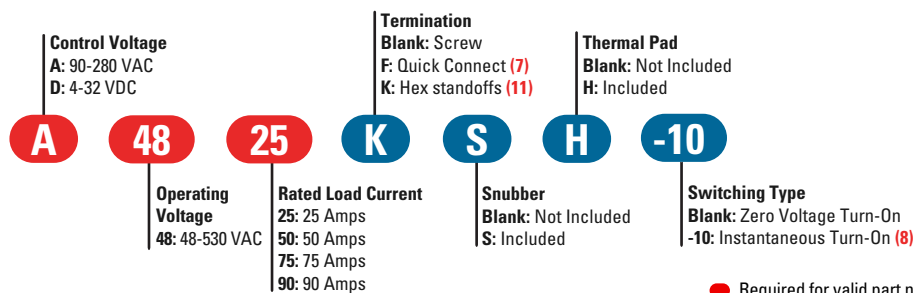 Control Voltage
A: 90-280 VAC
D: 4-32 VDC
Termination
Blank: Screw
F: Quick Connect (7)
K: Hex standoffs (11)
Thermal Pad
Blank: Not Included
H: Included
A 48 25 K S H -10
Operating
Voltage
48: 48-530 VAC
Rated Load Current
25: 25 Amps
50: 50 Amps
75: 75 Amps
90: 90 Amps
Snubber
Blank: Not Included
S: Included
Switching Type
Blank: Zero Voltage Turn-On
-10: Instantaneous Turn-On (8)
Required for valid part n